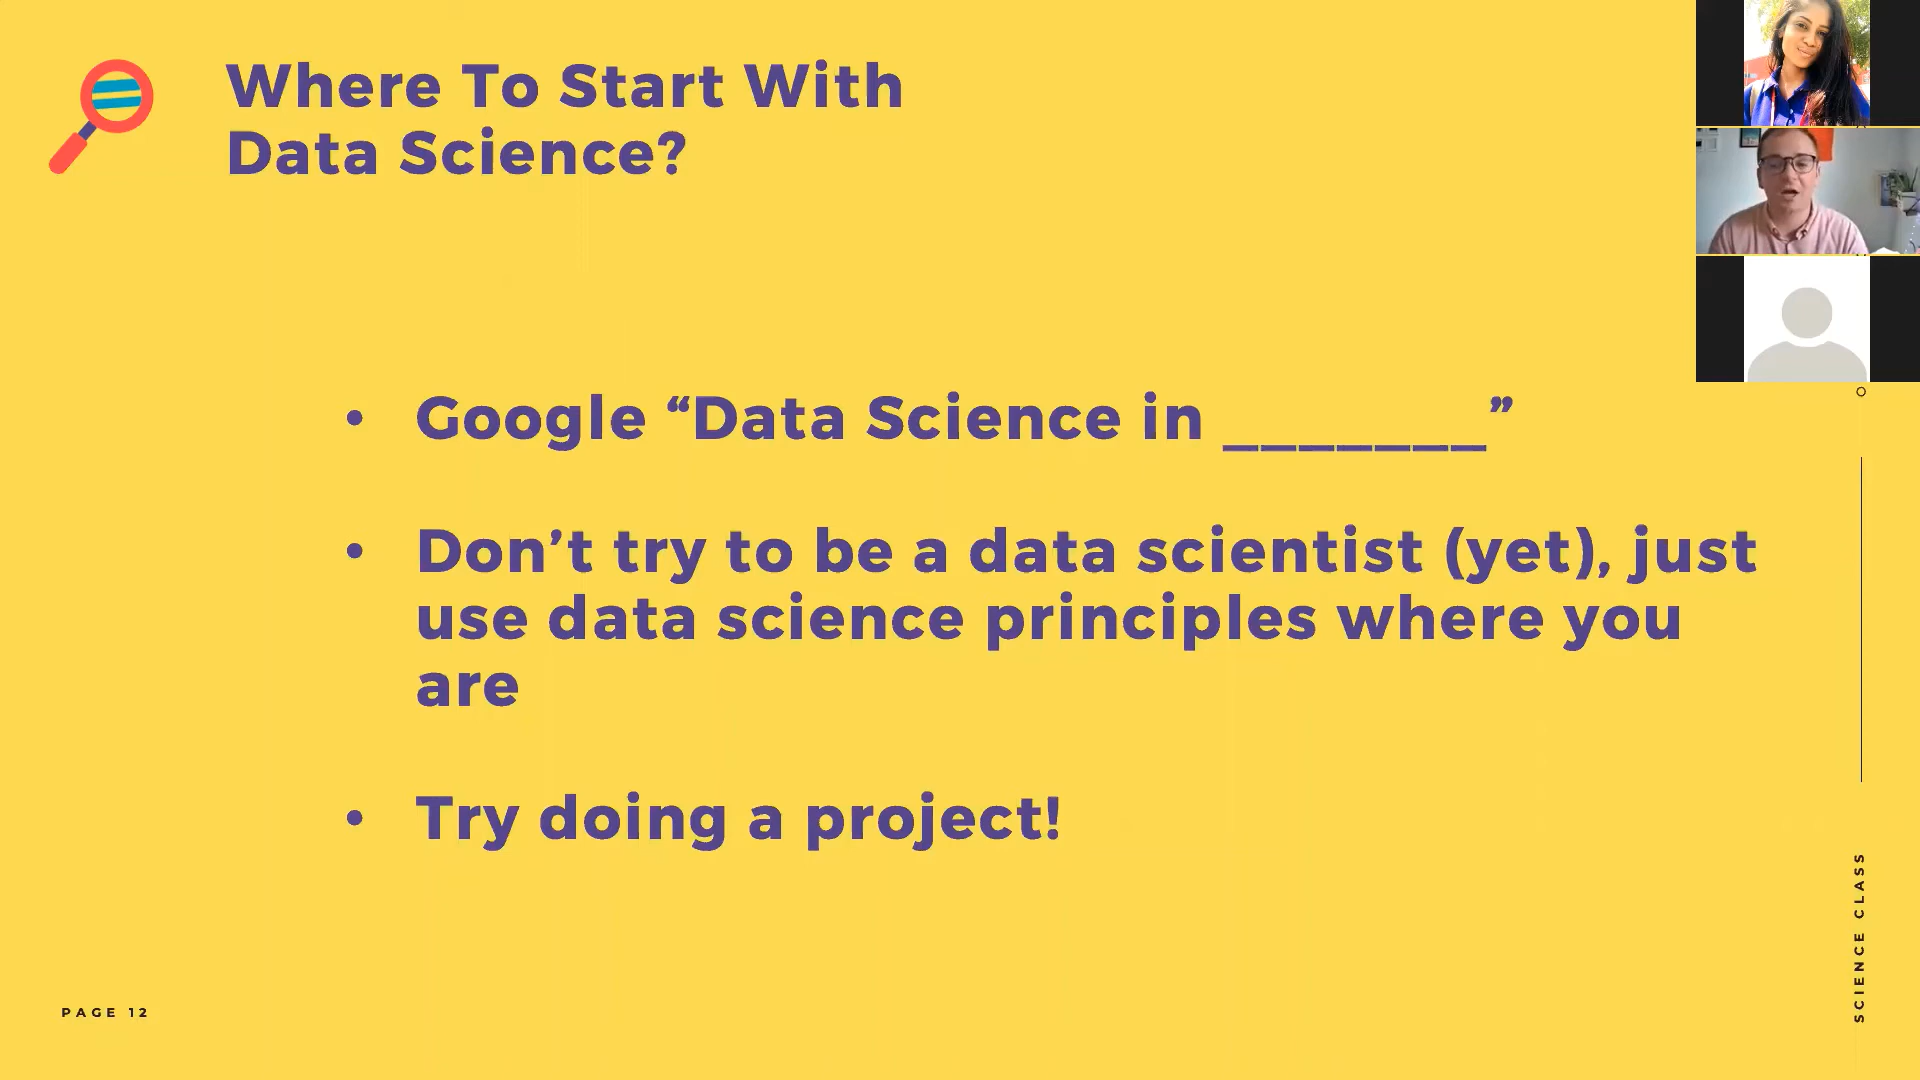 Where To Start With
Data Science?
• Google “Data Science in _______”
• Don’t try to be a data scientist (yet), just
use data science principles where you
are
• Try doing a project!
PAGE 12
SCIENCE CLASS